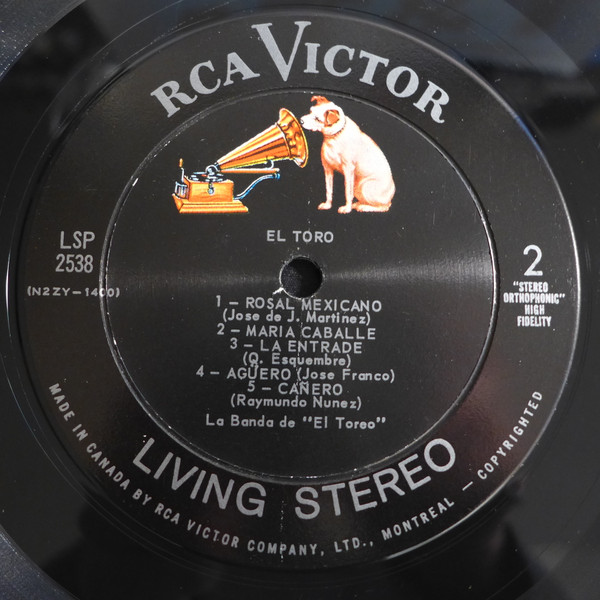 RCA VICTOR
EL TORO
LSP
2538
(N2ZY-1400)
2
"STEREO
ORTHOPHONIC"
HIGH
FIDELITY
1 — ROSAL MEXICANO
(Jose de J. Martinez)
2 — MARIA CABALLE
3 — LA ENTRADE
(Q. Esquembre)
4 — AGÜERO (Jose Franco)
5 — CAÑERO
(Raymundo Nunez)
La Banda de "El Toreo"
LIVING STEREO
MADE IN CANADA BY RCA VICTOR COMPANY, LTD., MONTREAL — COPYRIGHTED